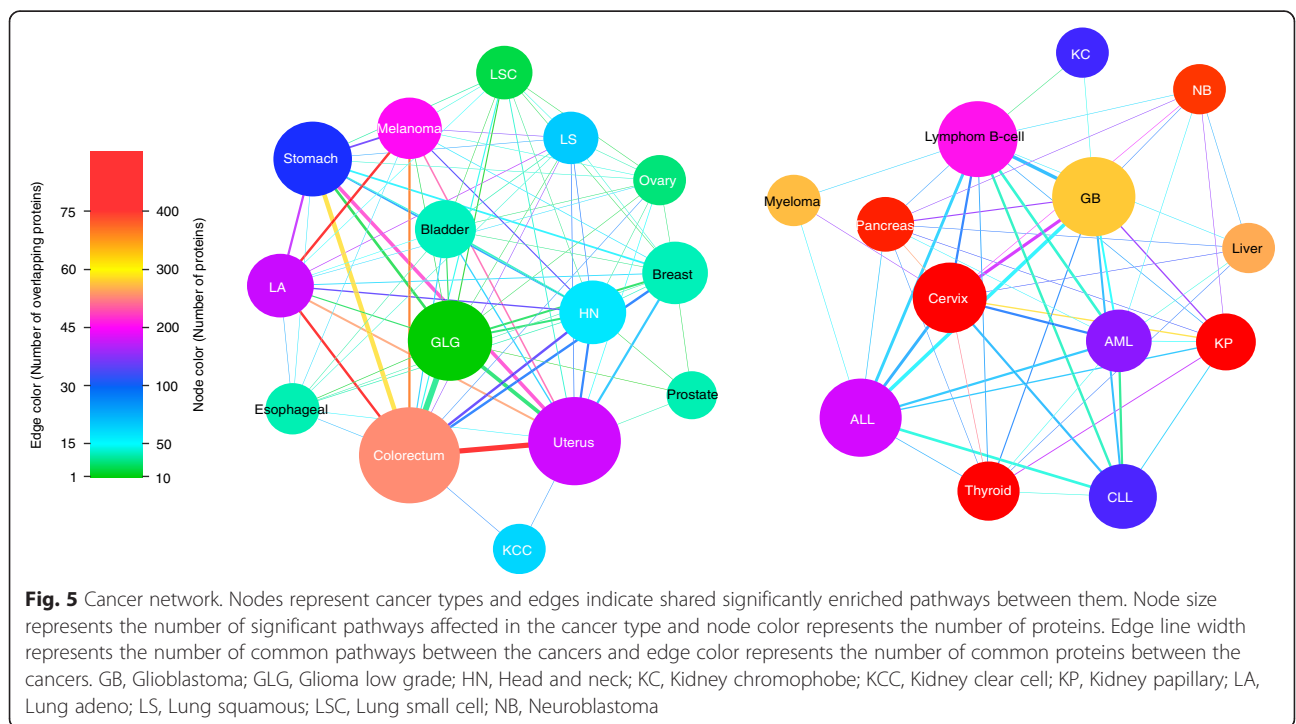 Edge color (Number of overlapping proteins)
Node color (Number of proteins)
75
60
45
30
15
1
400
300
200
100
50
10
LSC
Melanoma
LS
Stomach
Ovary
Bladder
Breast
LA
HN
GLG
Prostate
Esophageal
Uterus
Colorectum
KCC
KC
NB
Lymphom B-cell
GB
Myeloma
Pancreas
Liver
Cervix
AML
KP
ALL
Thyroid
CLL
Fig. 5 Cancer network. Nodes represent cancer types and edges indicate shared significantly enriched pathways between them. Node size
represents the number of significant pathways affected in the cancer type and node color represents the number of proteins. Edge line width
represents the number of common pathways between the cancers and edge color represents the number of common proteins between the
cancers. GB, Glioblastoma; GLG, Glioma low grade; HN, Head and neck; KC, Kidney chromophobe; KCC, Kidney clear cell; KP, Kidney papillary; LA,
Lung adeno; LS, Lung squamous; LSC, Lung small cell; NB, Neuroblastoma